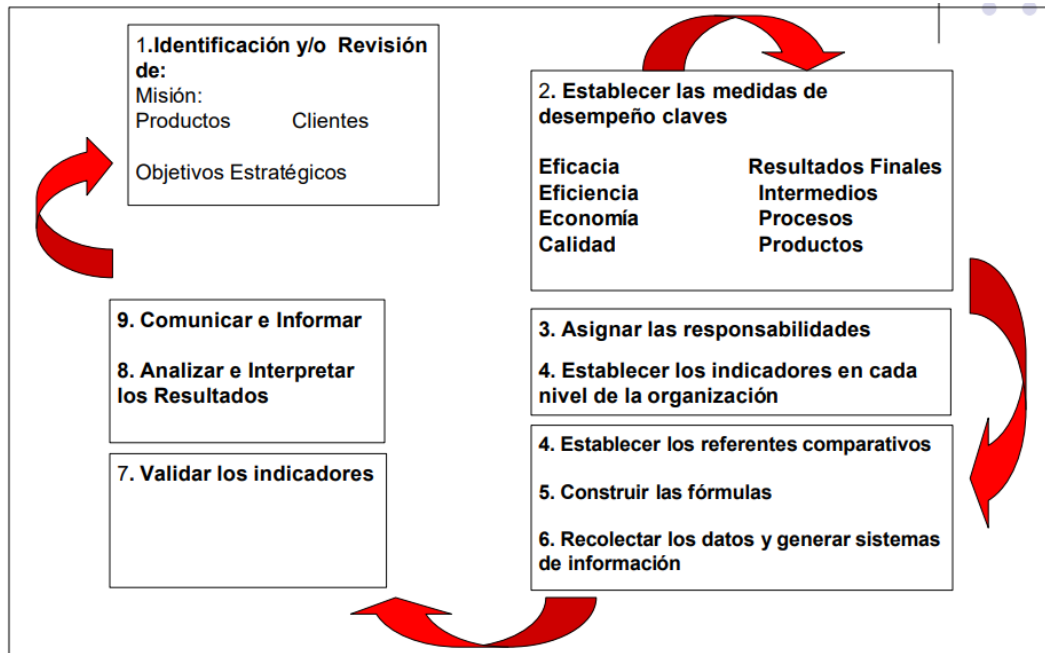 1.Identificación y/o Revisión
de:
Misión:
Productos Clientes
Objetivos Estratégicos
2. Establecer las medidas de
desempeño claves
Eficacia Resultados Finales
Eficiencia Intermedios
Economía Procesos
Calidad Productos
3. Asignar las responsabilidades
4. Establecer los indicadores en cada
nivel de la organización
4. Establecer los referentes comparativos
5. Construir las fórmulas
6. Recolectar los datos y generar sistemas
de información
7. Validar los indicadores
9. Comunicar e Informar
8. Analizar e Interpretar
los Resultados